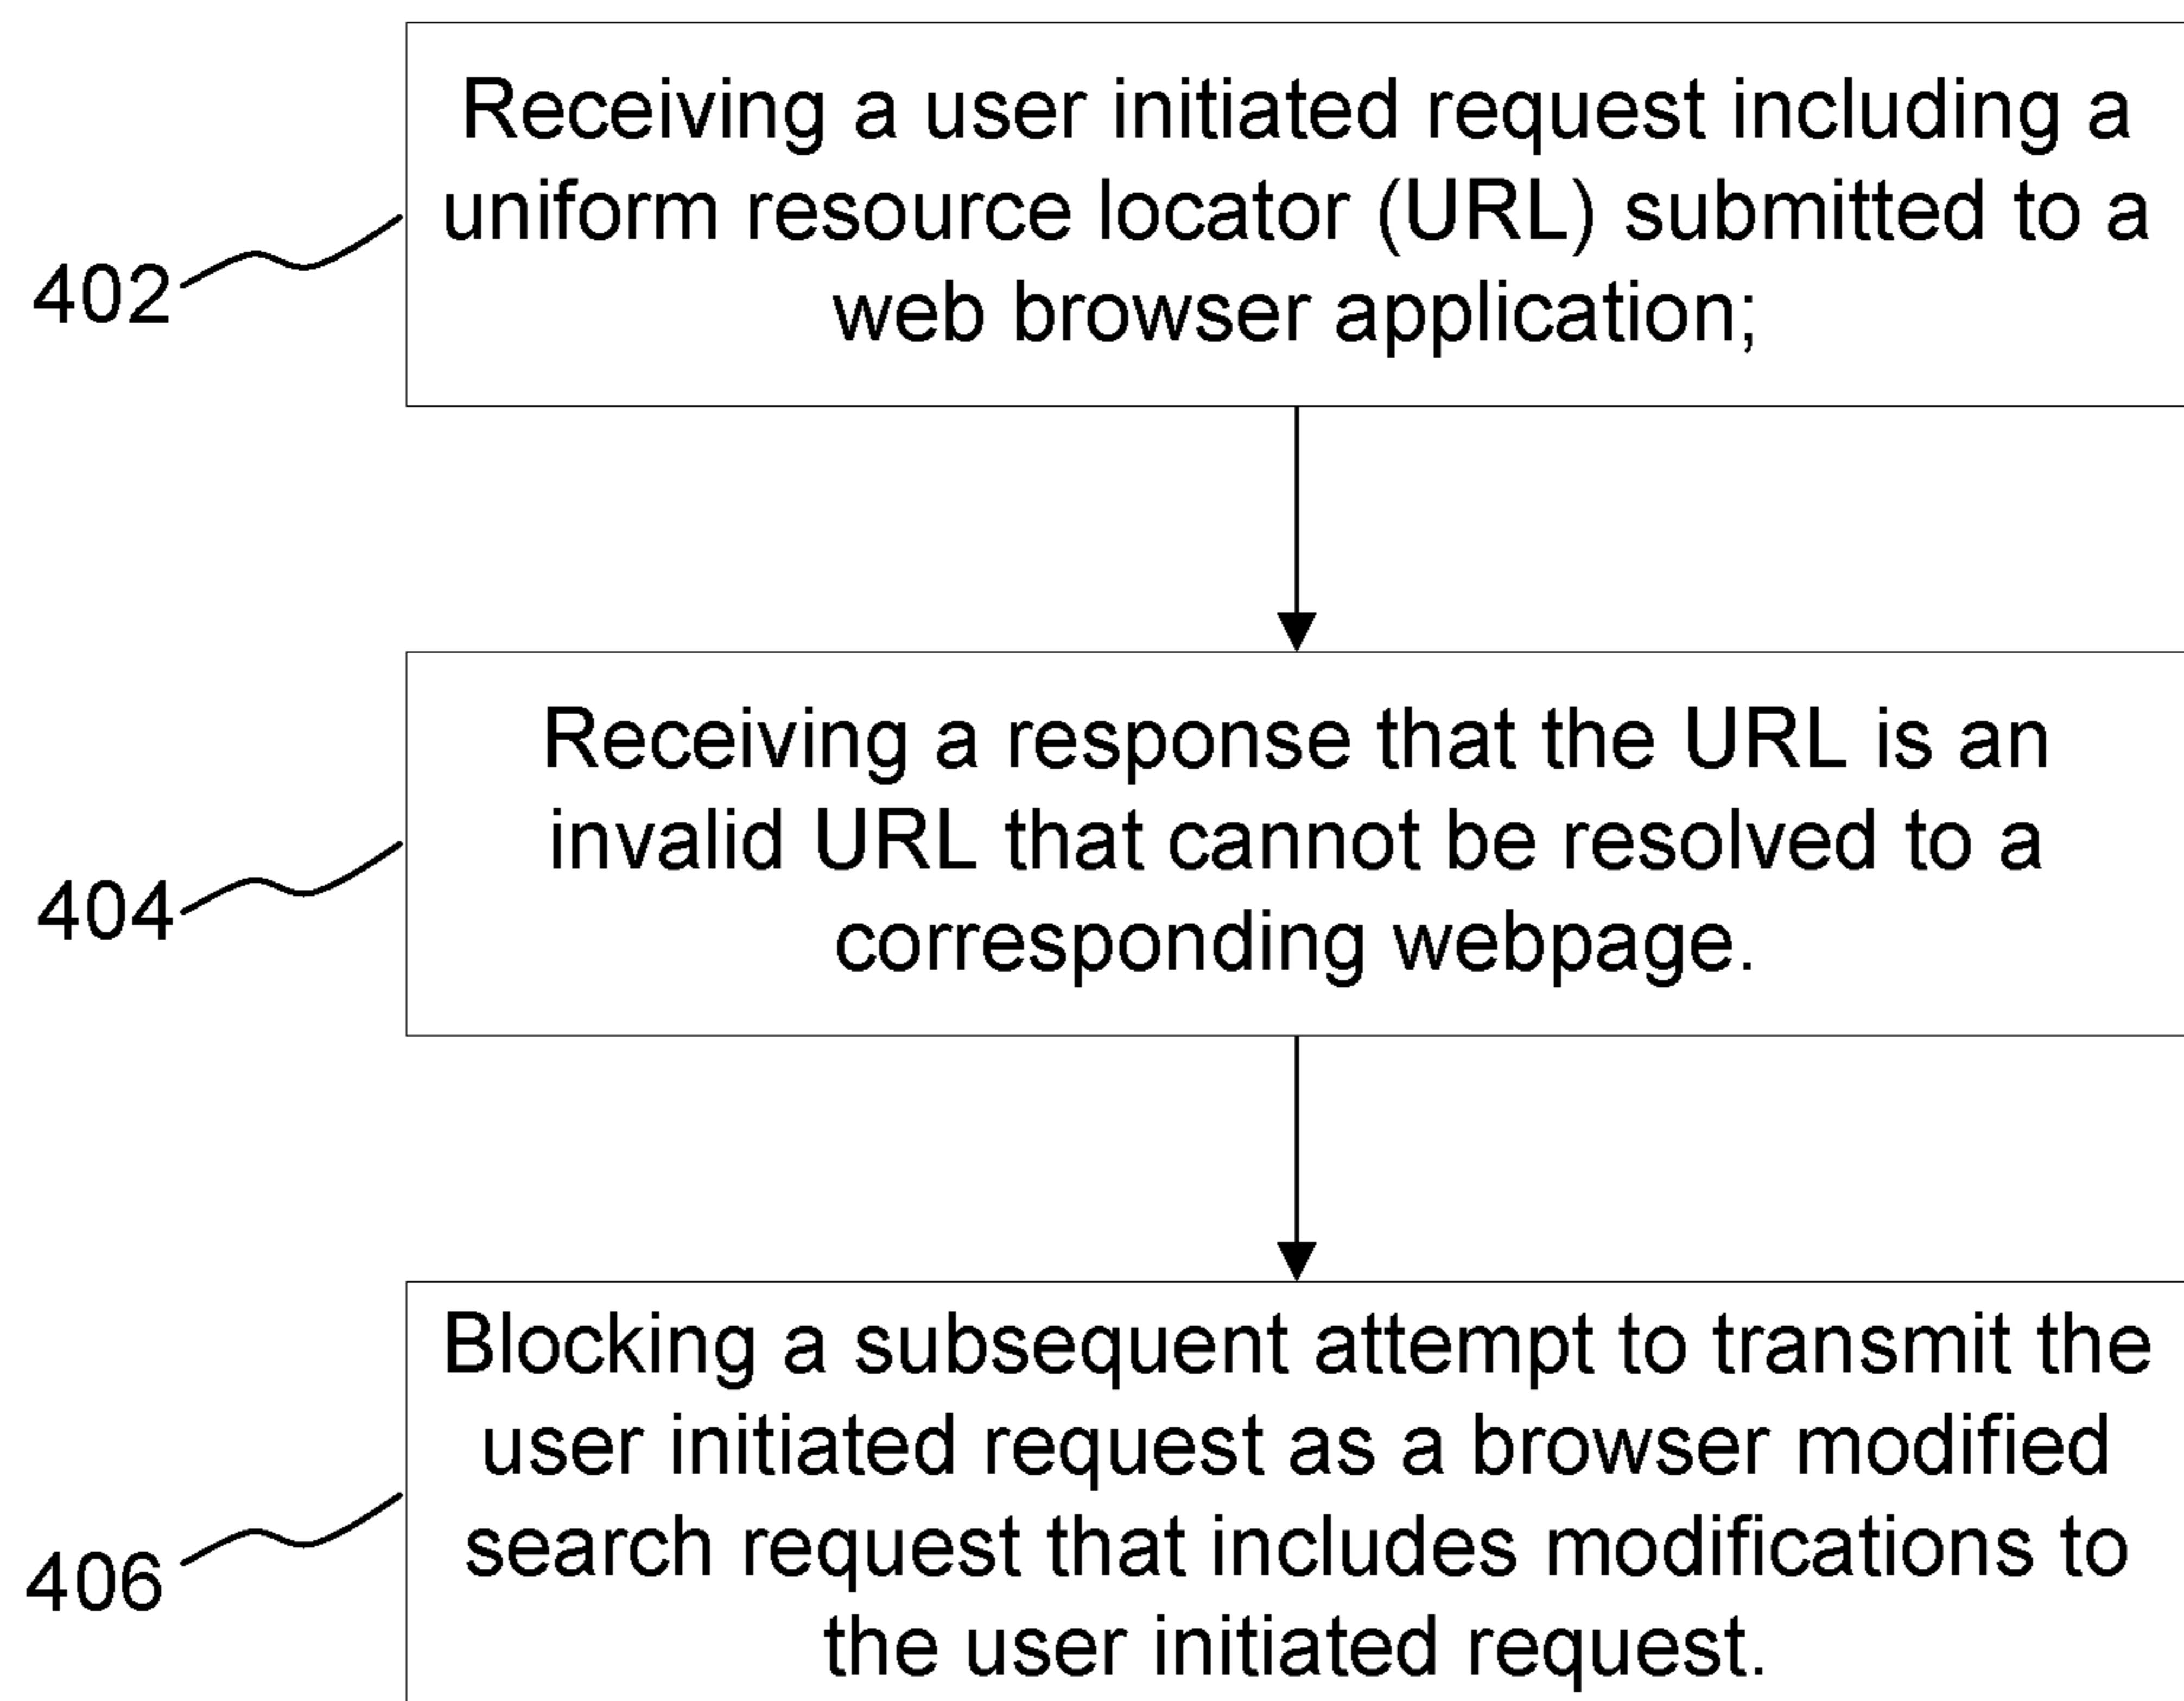 Receiving a user initiated request including a
uniform resource locator (URL) submitted to a
web browser application;
402
Receiving a response that the URL is an
invalid URL that cannot be resolved to a
corresponding webpage.
404
Blocking a subsequent attempt to transmit the
user initiated request as a browser modified
search request that includes modifications to
the user initiated request.
406